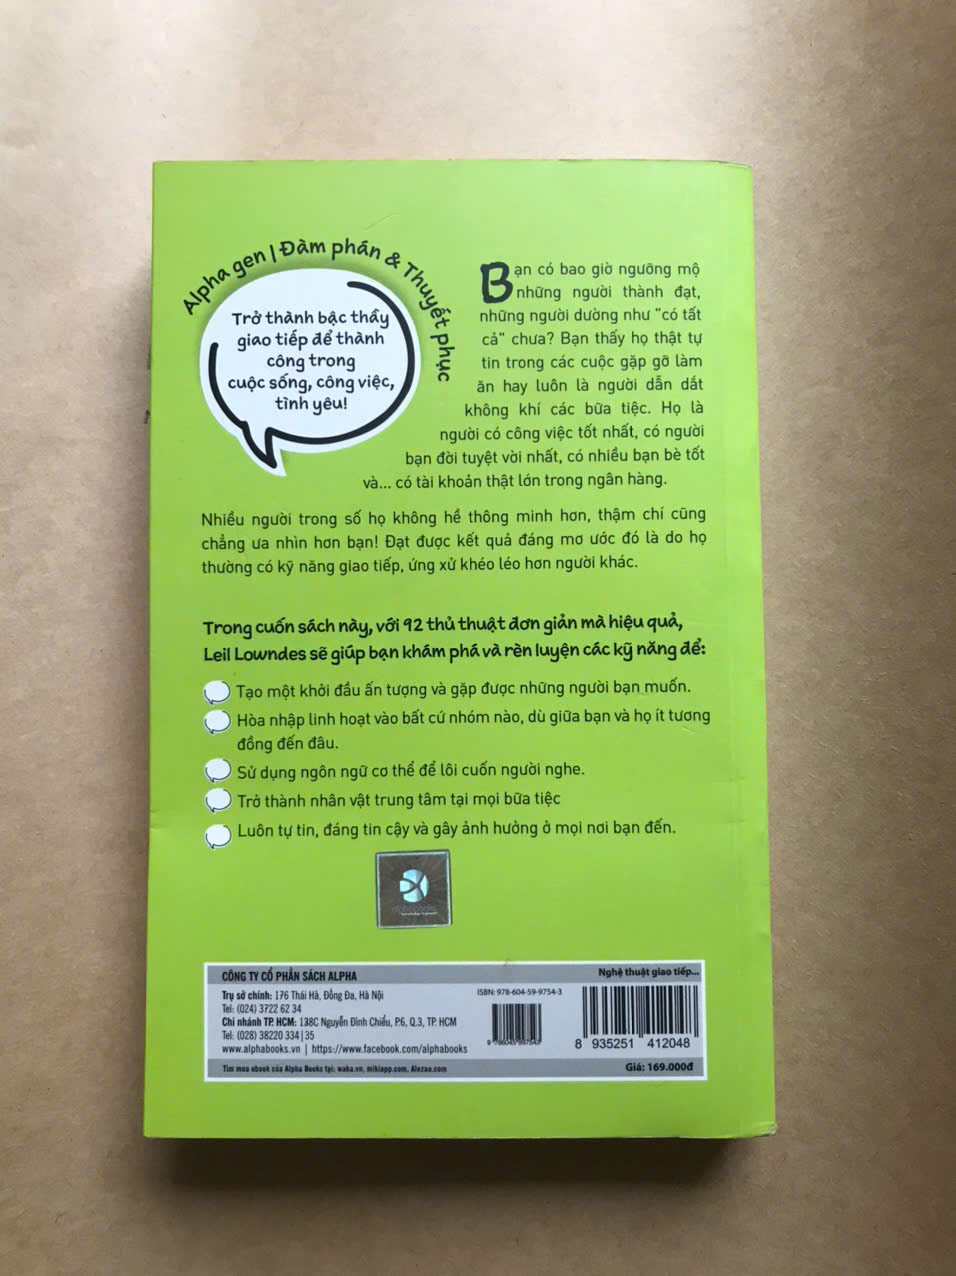 Alpha gen | Đàm phán & Thuyết phục
Trở thành bậc thầy
giao tiếp để thành
công trong
cuộc sống, công việc,
tình yêu!
Bạn có bao giờ ngưỡng mộ
những người thành đạt,
những người dường như "có tất
cả" chưa? Bạn thấy họ thật tự
tin trong các cuộc gặp gỡ làm
ăn hay luôn là người dẫn dắt
không khí các bữa tiệc. Họ là
người có công việc tốt nhất, có người
bạn đời tuyệt vời nhất, có nhiều bạn bè tốt
và... có tài khoản thật lớn trong ngân hàng.
Nhiều người trong số họ không hề thông minh hơn, thậm chí cũng
chẳng ưa nhìn hơn bạn! Đạt được kết quả đáng mơ ước đó là do họ
thường có kỹ năng giao tiếp, ứng xử khéo léo hơn người khác.
Trong cuốn sách này, với 92 thủ thuật đơn giản mà hiệu quả,
Leil Lowndes sẽ giúp bạn khám phá và rèn luyện các kỹ năng để:
Tạo một khởi đầu ấn tượng và gặp được những người bạn muốn.
Hòa nhập linh hoạt vào bất cứ nhóm nào, dù giữa bạn và họ ít tương
đồng đến đâu.
Sử dụng ngôn ngữ cơ thể để lôi cuốn người nghe.
Trở thành nhân vật trung tâm tại mọi bữa tiệc
Luôn tự tin, đáng tin cậy và gây ảnh hưởng ở mọi nơi bạn đến.
CÔNG TY CỔ PHẦN SÁCH ALPHA
Trụ sở chính: 176 Thái Hà, Đống Đa, Hà Nội
Tel: (024) 3722 62 34
Chi nhánh TP. HCM: 138C Nguyễn Đình Chiểu, P.6, Q.3, TP. HCM
Tel: (028) 38220 334 | 35
www.alphabooks.vn | https://www.facebook.com/alphabooks
Tìm mua ebook của Alpha Books tại: waka.vn, mikiapp.com, Alezaa.com
Nghệ thuật giao tiếp...
ISBN: 978-604-59-9754-3
9 786045 997543
8 935251 412048
Giá: 169.000đ